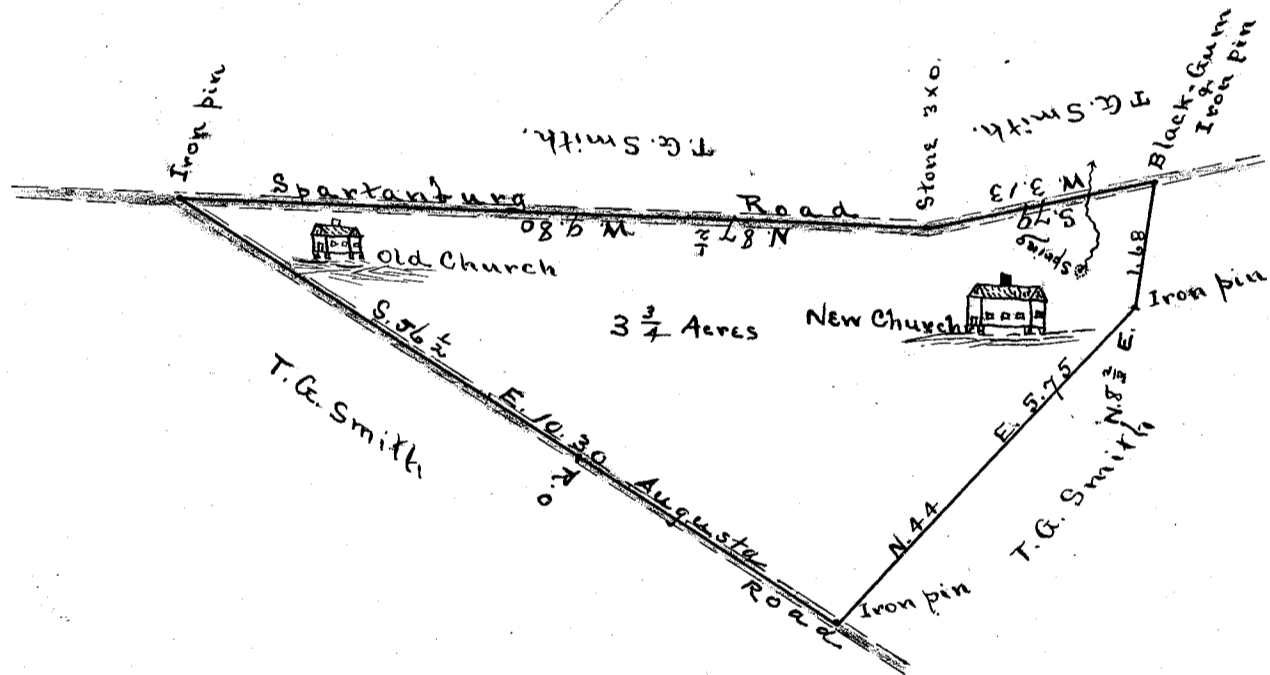 Iron pin
T.G. Smith.
Stone 3x0.
T.G. Smith.
Black-Gum
& Iron pin
Spartanburg Road
N 87 1/2 W. 9.80
S. 79 W. 3.13
Spring
1.68
Old Church
3 3/4 Acres
New Church
Iron pin
N. 8 3/4 E.
S. 56 1/2 E. 10.30
R.O
Augusta Road
T.G. Smith
N. 44 E. 5.75
T.G. Smith
Iron pin